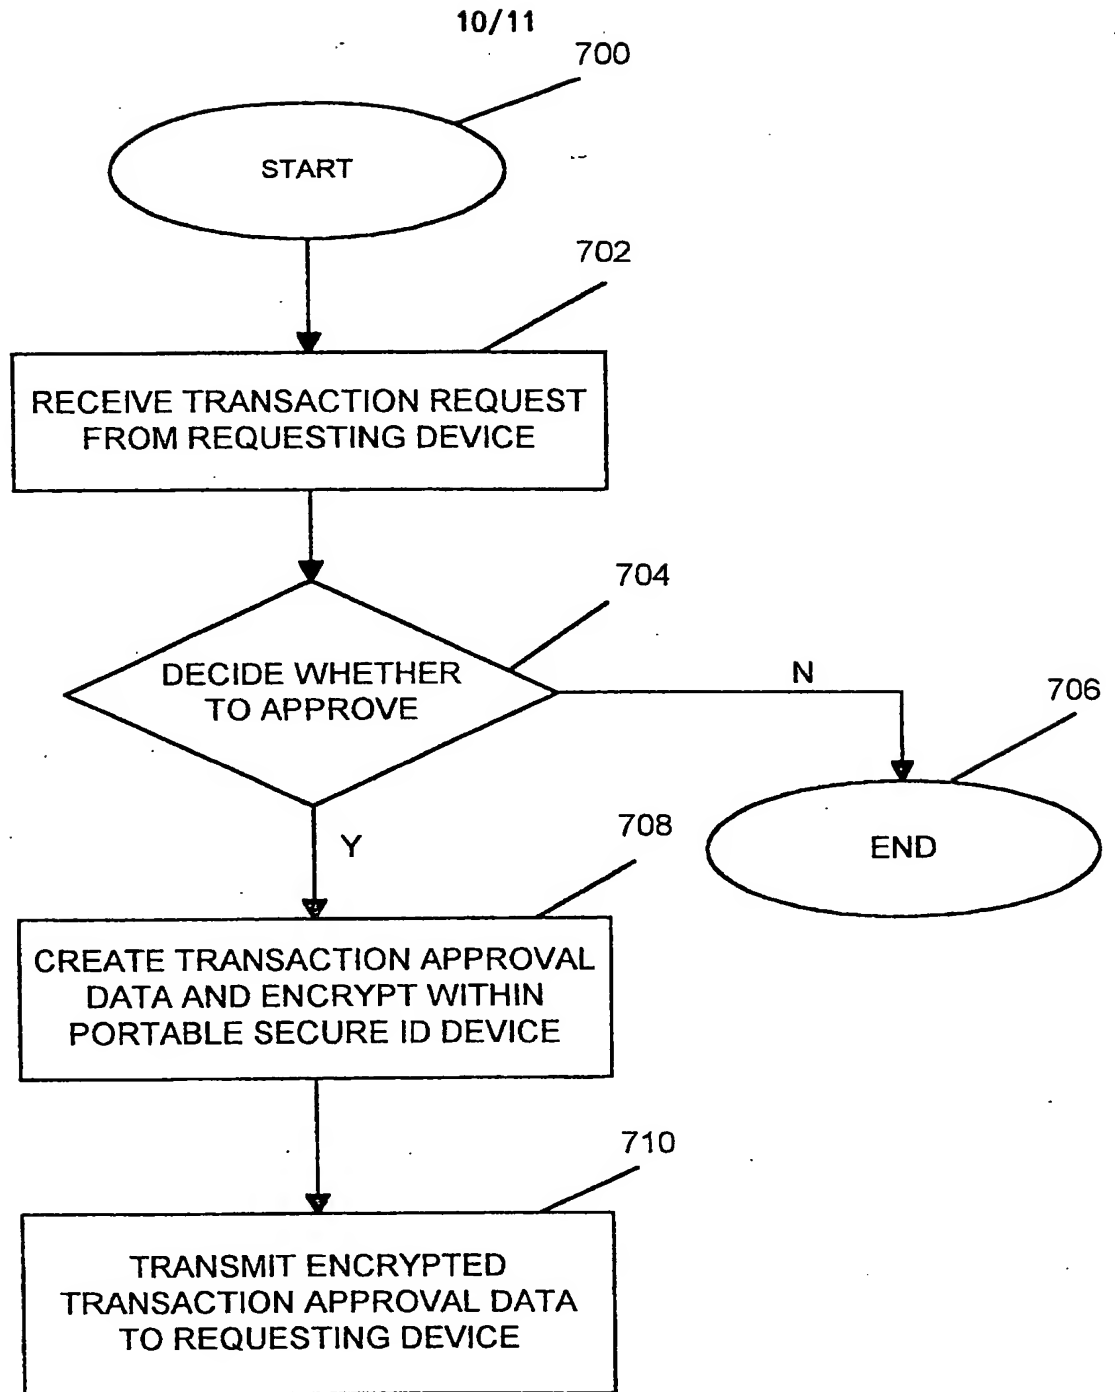 10/11
700
START
702
RECEIVE TRANSACTION REQUEST
FROM REQUESTING DEVICE
704
DECIDE WHETHER
TO APPROVE
N
706
END
Y
708
CREATE TRANSACTION APPROVAL
DATA AND ENCRYPT WITHIN
PORTABLE SECURE ID DEVICE
710
TRANSMIT ENCRYPTED
TRANSACTION APPROVAL DATA
TO REQUESTING DEVICE